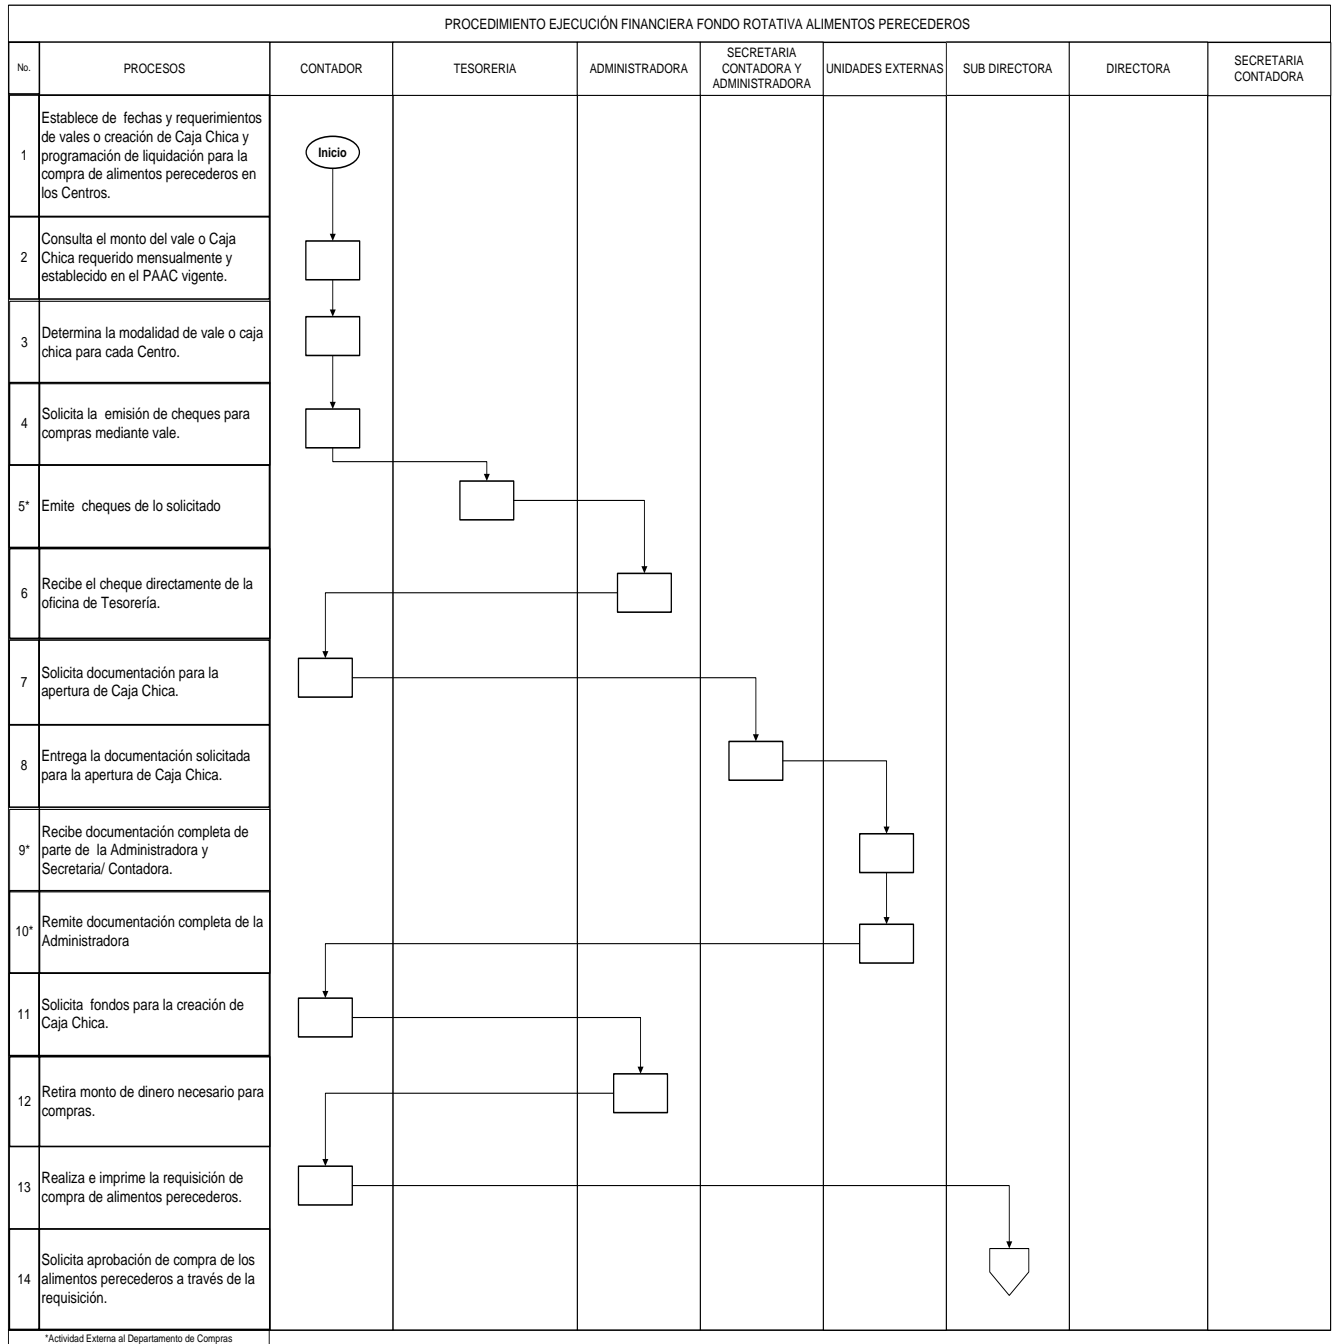 PROCEDIMIENTO EJECUCIÓN FINANCIERA FONDO ROTATIVA ALIMENTOS PERECEDEROS
No.
PROCESOS
CONTADOR
TESORERIA
ADMINISTRADORA
SECRETARIA
CONTADORA Y
ADMINISTRADORA
UNIDADES EXTERNAS
SUB DIRECTORA
DIRECTORA
SECRETARIA
CONTADORA
1
Establece de fechas y requerimientos
de vales o creación de Caja Chica y
programación de liquidación para la
compra de alimentos perecederos en
los Centros.
Inicio
2
Consulta el monto del vale o Caja
Chica requerido mensualmente y
establecido en el PAAC vigente.
3
Determina la modalidad de vale o caja
chica para cada Centro.
4
Solicita la emisión de cheques para
compras mediante vale.
5*
Emite cheques de lo solicitado
6
Recibe el cheque directamente de la
oficina de Tesorería.
7
Solicita documentación para la
apertura de Caja Chica.
8
Entrega la documentación solicitada
para la apertura de Caja Chica.
9*
Recibe documentación completa de
parte de la Administradora y
Secretaria/ Contadora.
10*
Remite documentación completa de la
Administradora
11
Solicita fondos para la creación de
Caja Chica.
12
Retira monto de dinero necesario para
compras.
13
Realiza e imprime la requisición de
compra de alimentos perecederos.
14
Solicita aprobación de compra de los
alimentos perecederos a través de la
requisición.
*Actividad Externa al Departamento de Compras